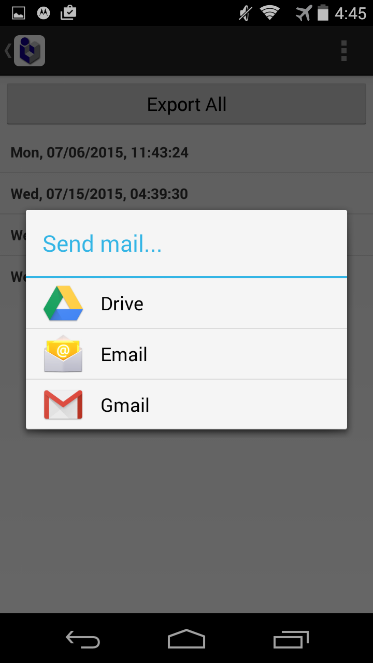 4:45
Export All
Mon, 07/06/2015, 11:43:24
Wed, 07/15/2015, 04:39:30
Send mail...
Drive
@
Email
Gmail